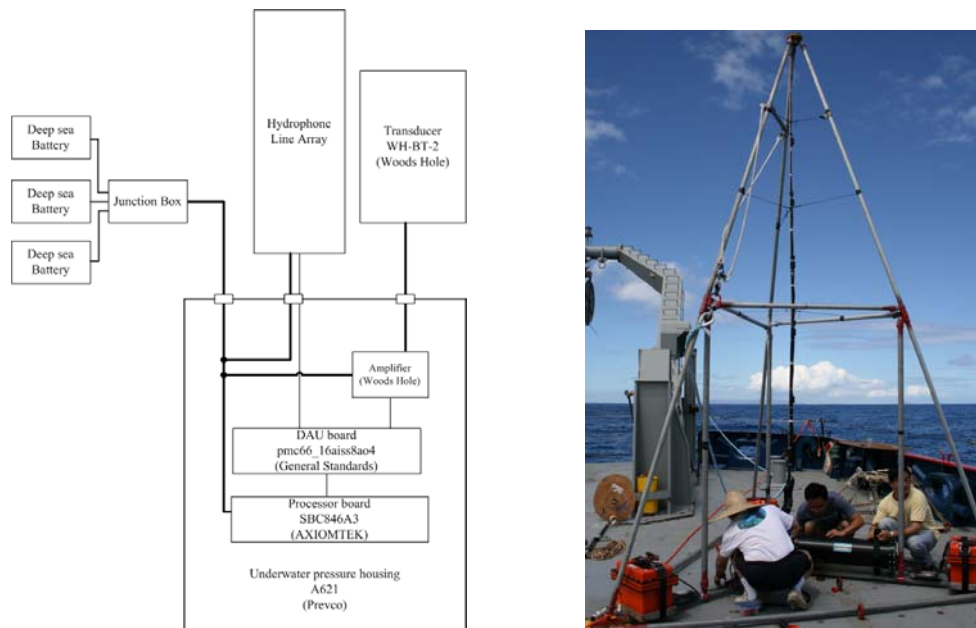 Deep sea
Battery
Deep sea
Battery
Deep sea
Battery
Junction Box
Hydrophone
Line Array
Transducer
WH-BT-2
(Woods Hole)
Amplifier
(Woods Hole)
DAU board
pmc66_16aiss8ao4
(General Standards)
Processor board
SBC846A3
(AXIOMTEK)
Underwater pressure housing
A621
(Prevco)